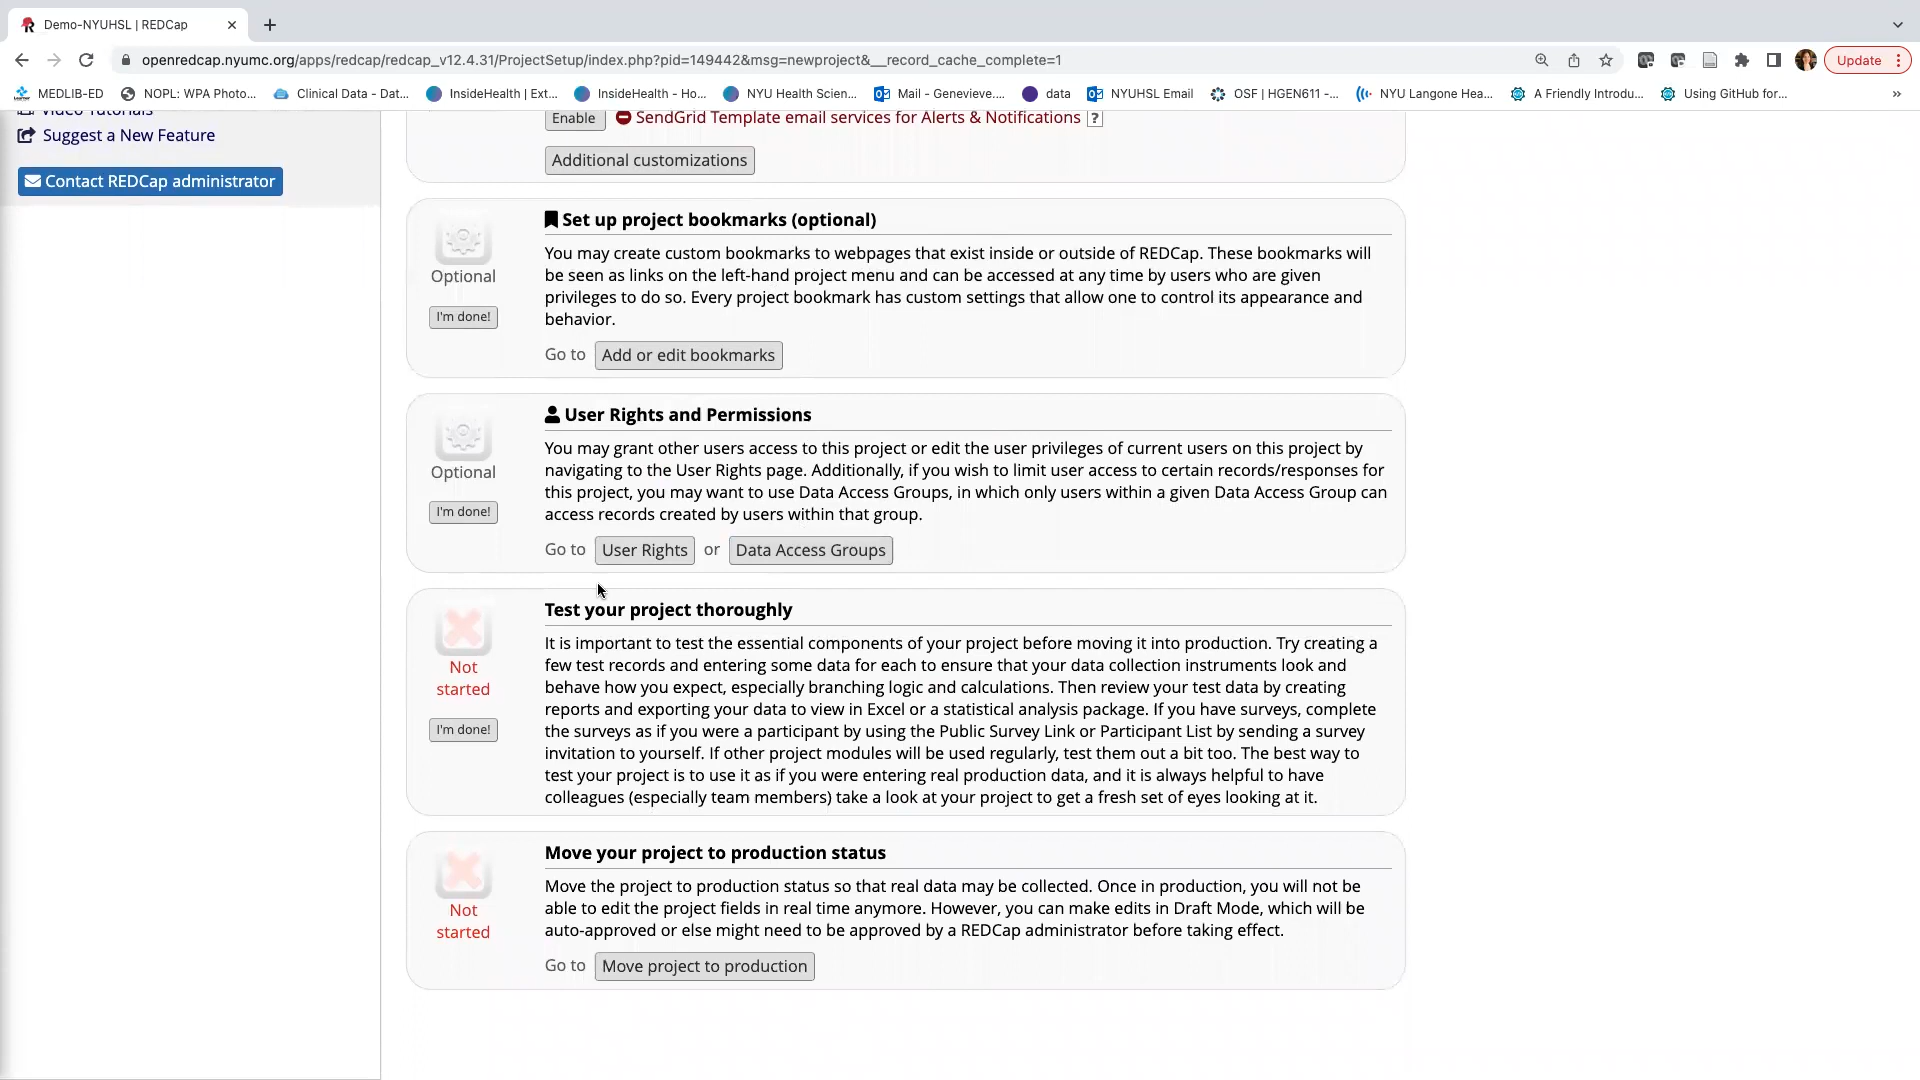 Demo-NYUHSL | REDCap
openredcap.nyumc.org/apps/redcap/redcap_v12.4.31/ProjectSetup/index.php?pid=149442&msg=newproject&__record_cache_complete=1
Update
MEDLIB-ED
NOPL: WPA Photo...
Clinical Data - Dat...
InsideHealth | Ext...
InsideHealth - Ho...
NYU Health Scien...
Mail - Genevieve....
data
NYUHSL Email
OSF | HGEN611 -...
NYU Langone Hea...
A Friendly Introdu...
Using GitHub for...
»
Video Tutorials
Suggest a New Feature
Contact REDCap administrator
Enable SendGrid Template email services for Alerts & Notifications ?
Additional customizations
Set up project bookmarks (optional)
Optional
I'm done!
You may create custom bookmarks to webpages that exist inside or outside of REDCap. These bookmarks will
be seen as links on the left-hand project menu and can be accessed at any time by users who are given
privileges to do so. Every project bookmark has custom settings that allow one to control its appearance and
behavior.
Go to Add or edit bookmarks
User Rights and Permissions
Optional
I'm done!
You may grant other users access to this project or edit the user privileges of current users on this project by
navigating to the User Rights page. Additionally, if you wish to limit user access to certain records/responses for
this project, you may want to use Data Access Groups, in which only users within a given Data Access Group can
access records created by users within that group.
Go to User Rights or Data Access Groups
Test your project thoroughly
Not
started
I'm done!
It is important to test the essential components of your project before moving it into production. Try creating a
few test records and entering some data for each to ensure that your data collection instruments look and
behave how you expect, especially branching logic and calculations. Then review your test data by creating
reports and exporting your data to view in Excel or a statistical analysis package. If you have surveys, complete
the surveys as if you were a participant by using the Public Survey Link or Participant List by sending a survey
invitation to yourself. If other project modules will be used regularly, test them out a bit too. The best way to
test your project is to use it as if you were entering real production data, and it is always helpful to have
colleagues (especially team members) take a look at your project to get a fresh set of eyes looking at it.
Move your project to production status
Not
started
Move the project to production status so that real data may be collected. Once in production, you will not be
able to edit the project fields in real time anymore. However, you can make edits in Draft Mode, which will be
auto-approved or else might need to be approved by a REDCap administrator before taking effect.
Go to Move project to production